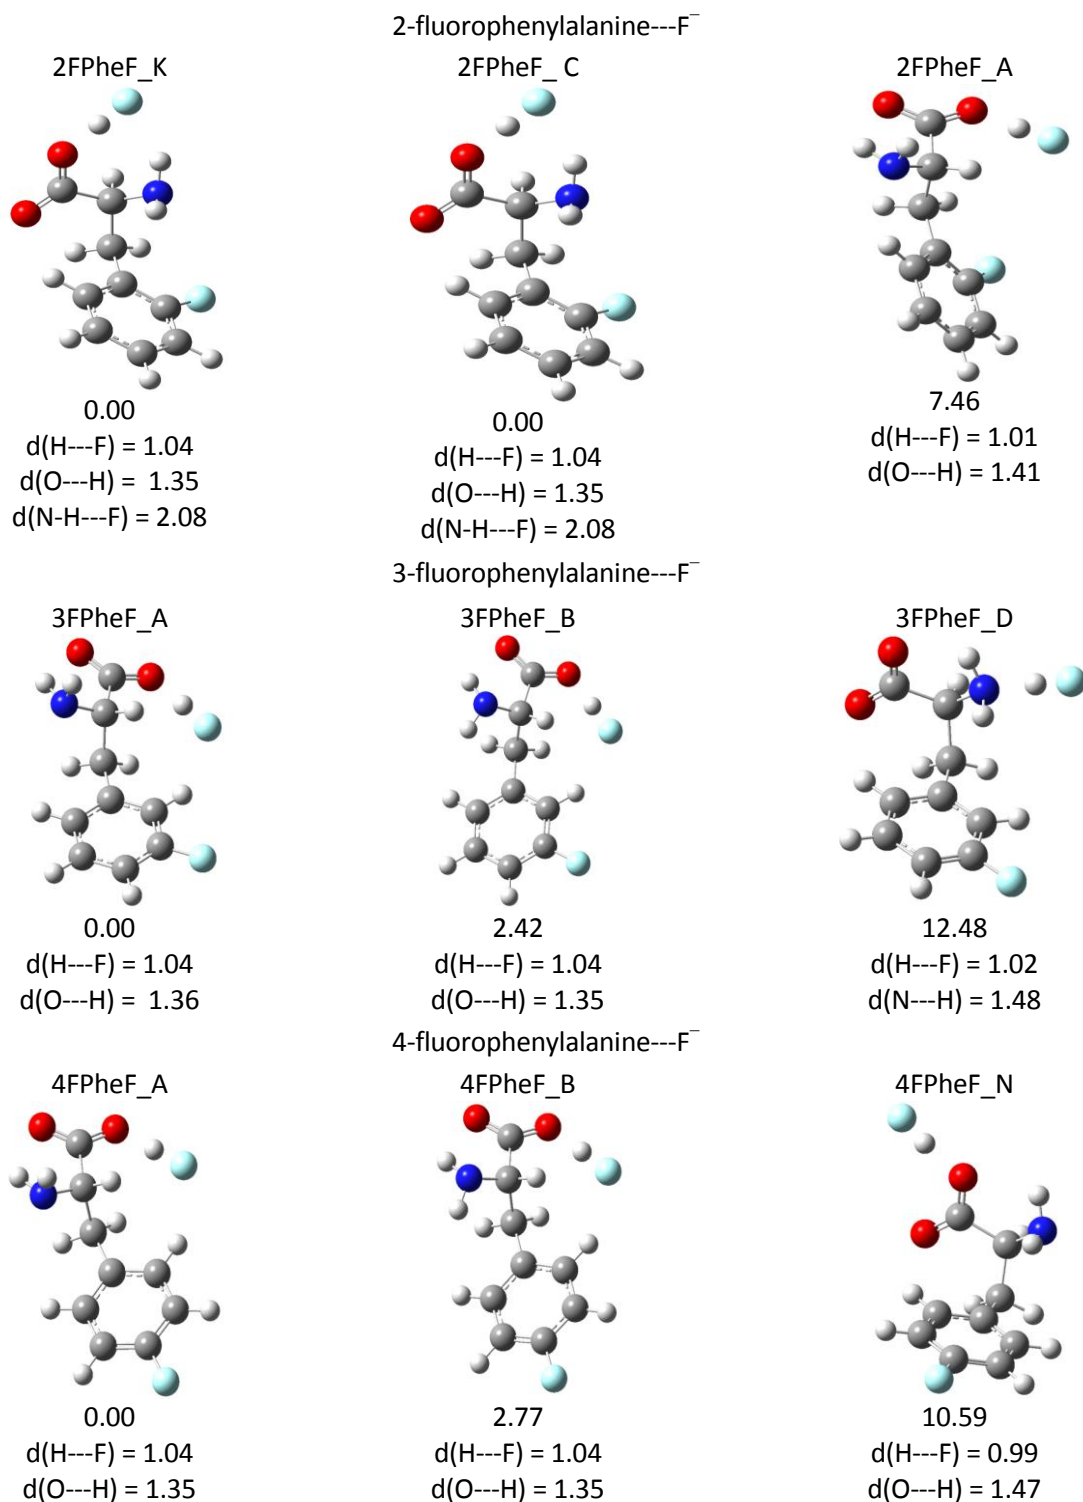 2-fluorophenylalanine---F⁻
2FPheF_K
2FPheF_ C
2FPheF_A
0.00
d(H---F) = 1.04
d(O---H) = 1.35
d(N-H---F) = 2.08
0.00
d(H---F) = 1.04
d(O---H) = 1.35
d(N-H---F) = 2.08
7.46
d(H---F) = 1.01
d(O---H) = 1.41
3-fluorophenylalanine---F⁻
3FPheF_A
3FPheF_B
3FPheF_D
0.00
d(H---F) = 1.04
d(O---H) = 1.36
2.42
d(H---F) = 1.04
d(O---H) = 1.35
12.48
d(H---F) = 1.02
d(N---H) = 1.48
4-fluorophenylalanine---F⁻
4FPheF_A
4FPheF_B
4FPheF_N
0.00
d(H---F) = 1.04
d(O---H) = 1.35
2.77
d(H---F) = 1.04
d(O---H) = 1.35
10.59
d(H---F) = 0.99
d(O---H) = 1.47